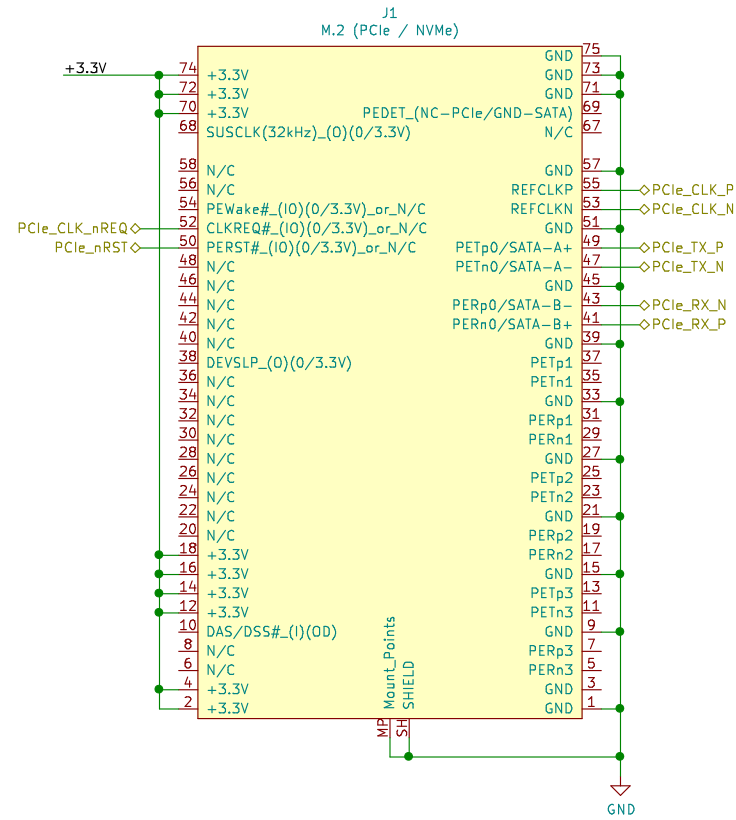 J1
M.2 (PCIe / NVMe)
GND 75
+3.3V 74 +3.3V GND 73
72 +3.3V GND 71
70 +3.3V PEDET_(NC-PCIe/GND-SATA) 69
68 SUSCLK(32kHz)_(O)(0/3.3V) N/C 67
58 N/C GND 57
56 N/C REFCLKP 55 PCIe_CLK_P
54 PEWake#_(IO)(0/3.3V)_or_N/C REFCLKN 53 PCIe_CLK_N
PCIe_CLK_nREQ 52 CLKREQ#_(IO)(0/3.3V)_or_N/C GND 51
PCIe_nRST 50 PERST#_(IO)(0/3.3V)_or_N/C PETp0/SATA-A+ 49 PCIe_TX_P
48 N/C PETn0/SATA-A- 47 PCIe_TX_N
46 N/C GND 45
44 N/C PERp0/SATA-B- 43 PCIe_RX_N
42 N/C PERn0/SATA-B+ 41 PCIe_RX_P
40 N/C GND 39
38 DEVSLP_(O)(0/3.3V) PETp1 37
36 N/C PETn1 35
34 N/C GND 33
32 N/C PERp1 31
30 N/C PERn1 29
28 N/C GND 27
26 N/C PETp2 25
24 N/C PETn2 23
22 N/C GND 21
20 N/C PERp2 19
18 +3.3V PERn2 17
16 +3.3V GND 15
14 +3.3V PETp3 13
12 +3.3V PETn3 11
10 DAS/DSS#_(I)(OD) GND 9
8 N/C PERp3 7
6 N/C PERn3 5
4 +3.3V GND 3
2 +3.3V GND 1
Mount_Points
SHIELD
MP
SH
GND